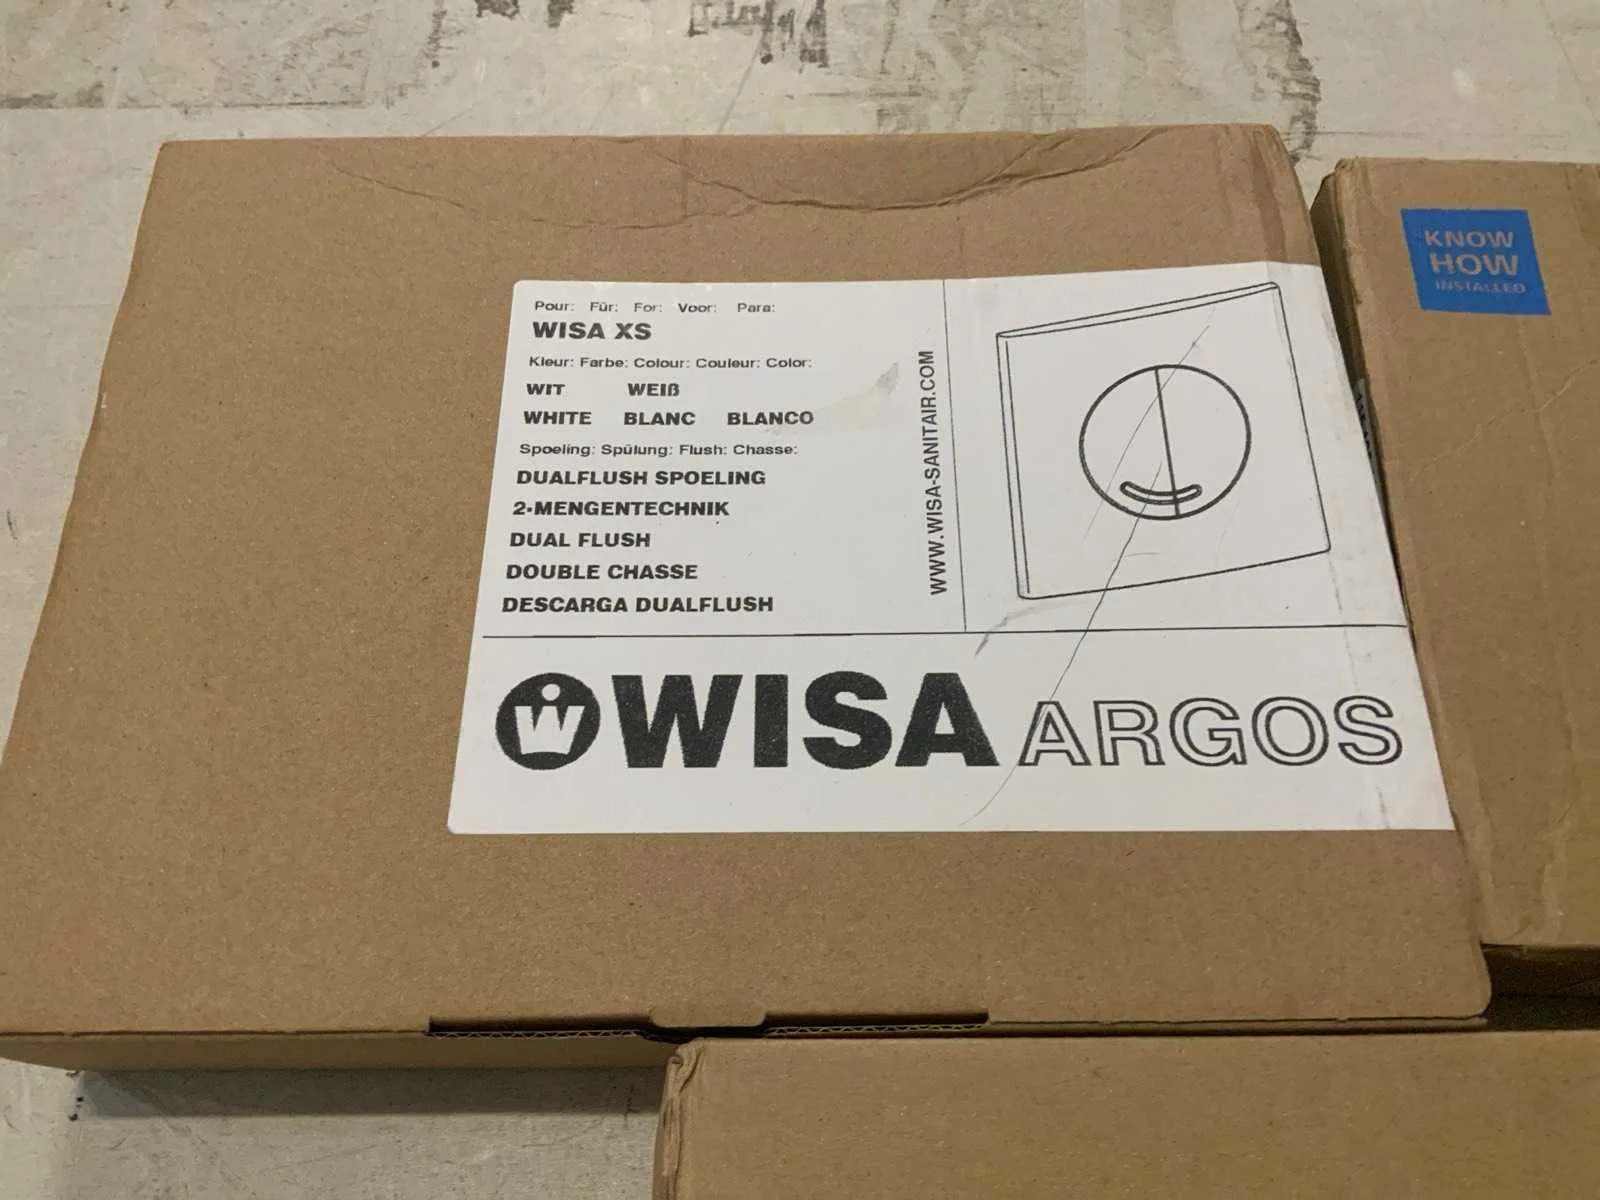 Pour: Für: For: Voor: Para:
WISA XS
Kleur: Farbe: Colour: Couleur: Color:
WIT WEIß
WHITE BLANC BLANCO
Spoeling: Spülung: Flush: Chasse:
DUALFLUSH SPOELING
2-MENGENTECHNIK
DUAL FLUSH
DOUBLE CHASSE
DESCARGA DUALFLUSH
WWW.WISA-SANITAIR.COM
W WISA ARGOS
KNOW
HOW
INSTALLED